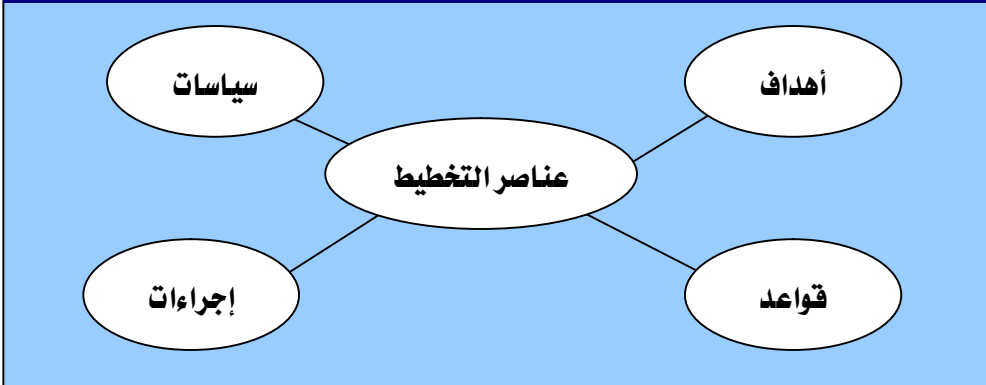 أهداف
سياسات
عناصر التخطيط
قواعد
إجراءات